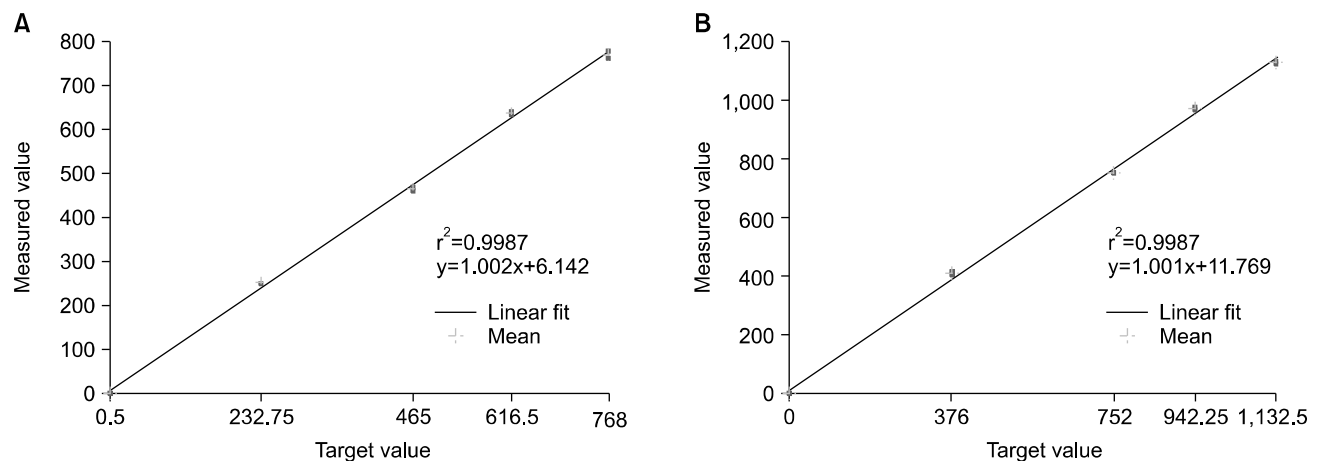 A
800
700
600
500
400
300
200
100
0
Measured value
0.5
232.75
465
616.5
768
Target value
r²=0.9987
y=1.002x+6.142
Linear fit
Mean
B
1,200
1,000
800
600
400
200
0
Measured value
0
376
752
942.25
1,132.5
Target value
r²=0.9987
y=1.001x+11.769
Linear fit
Mean